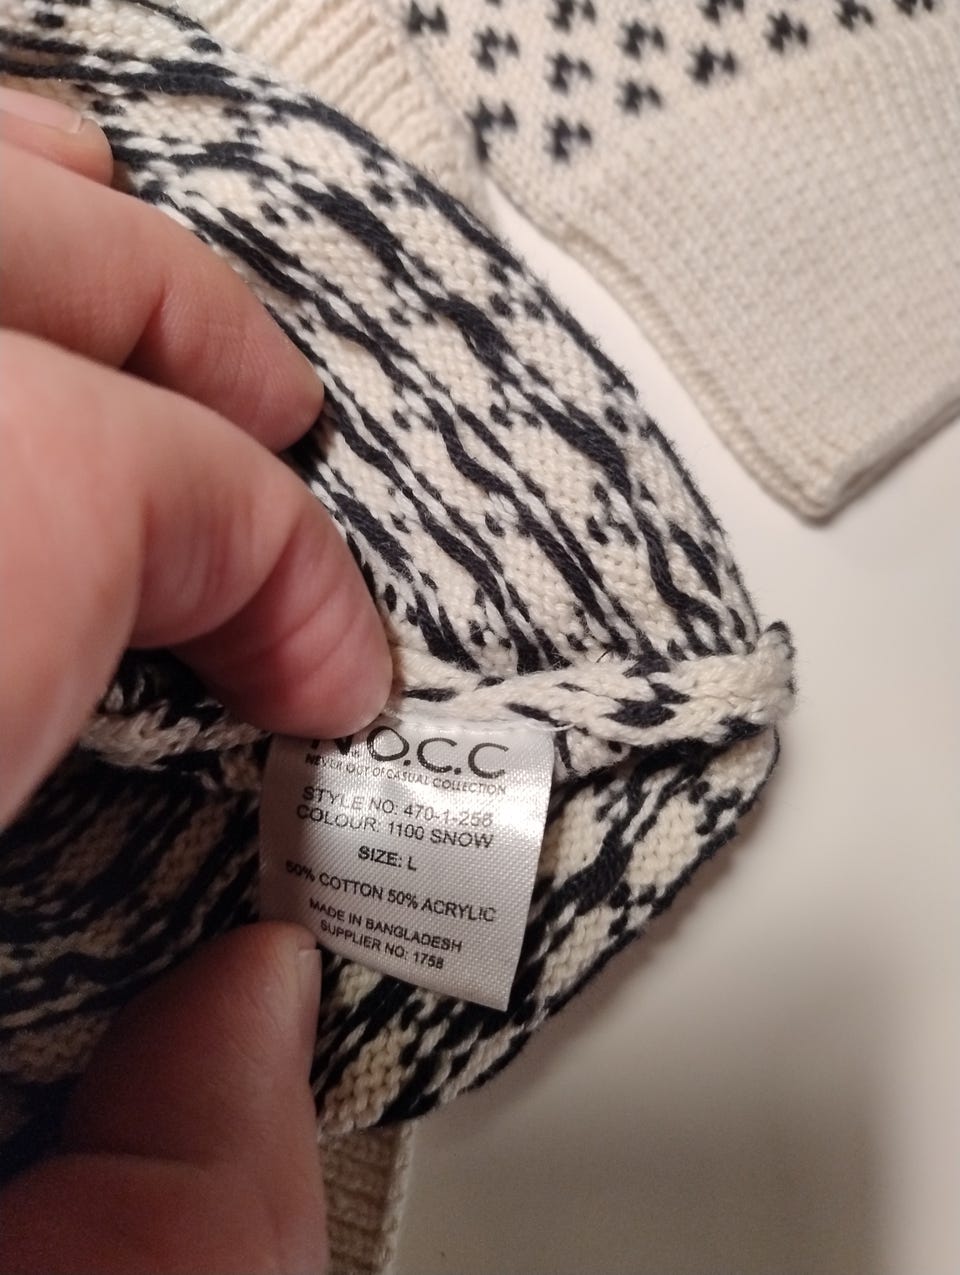 N.O.C.C
NEVER OUT OF CASUAL COLLECTION
STYLE NO: 470-1-256
COLOUR: 1100 SNOW
SIZE: L
50% COTTON 50% ACRYLIC
MADE IN BANGLADESH
SUPPLIER NO: 1758